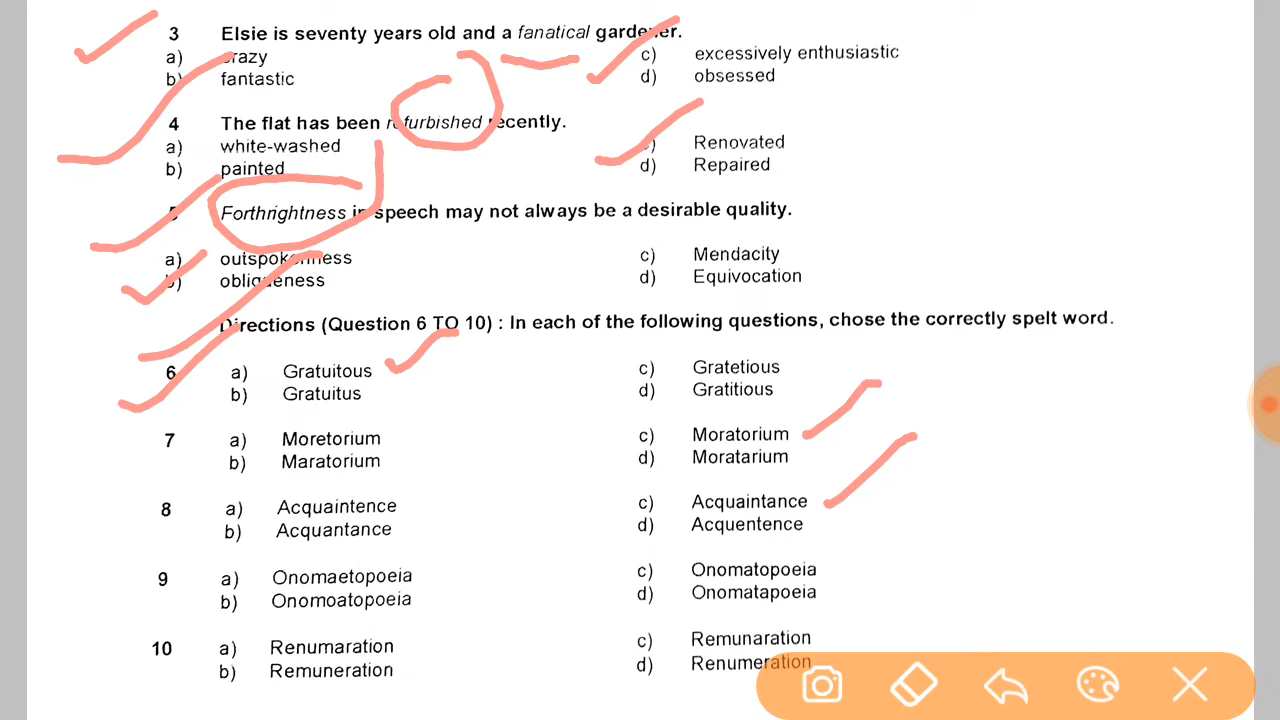 3 Elsie is seventy years old and a fanatical gardener.
a) crazy c) excessively enthusiastic
b) fantastic d) obsessed
4 The flat has been refurbished recently.
a) white-washed c) Renovated
b) painted d) Repaired
5 Forthrightness in speech may not always be a desirable quality.
a) outspokenness c) Mendacity
b) obliqueness d) Equivocation
Directions (Question 6 TO 10) : In each of the following questions, chose the correctly spelt word.
6 a) Gratuitous c) Gratetious
b) Gratuitus d) Gratitious
7 a) Moretorium c) Moratorium
b) Maratorium d) Moratarium
8 a) Acquaintence c) Acquaintance
b) Acquantance d) Acquentence
9 a) Onomaetopoeia c) Onomatopoeia
b) Onomoatopoeia d) Onomatapoeia
10 a) Renumaration c) Remunaration
b) Remuneration d) Renumeration